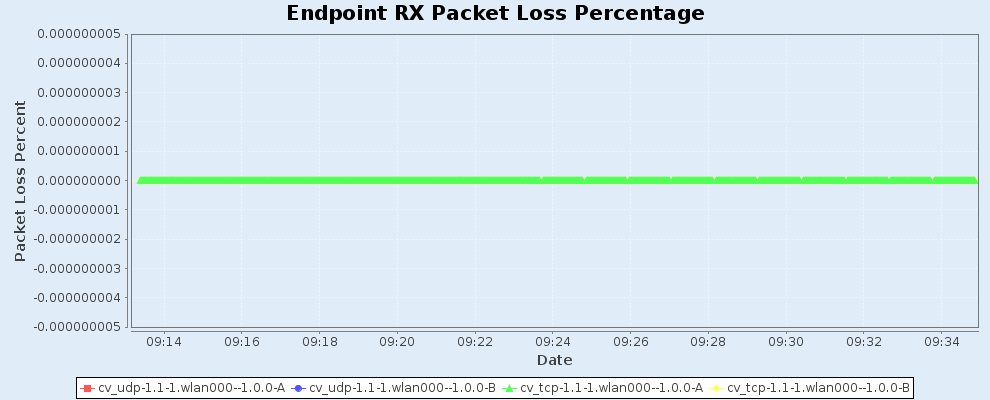 Endpoint RX Packet Loss Percentage
0.000000005
0.000000004
0.000000003
0.000000002
0.000000001
0.000000000
-0.000000001
-0.000000002
-0.000000003
-0.000000004
-0.000000005
Packet Loss Percent
09:14 09:16 09:18 09:20 09:22 09:24 09:26 09:28 09:30 09:32 09:34
Date
cv_udp-1.1-1.wlan000--1.0.0-A cv_udp-1.1-1.wlan000--1.0.0-B cv_tcp-1.1-1.wlan000--1.0.0-A cv_tcp-1.1-1.wlan000--1.0.0-B